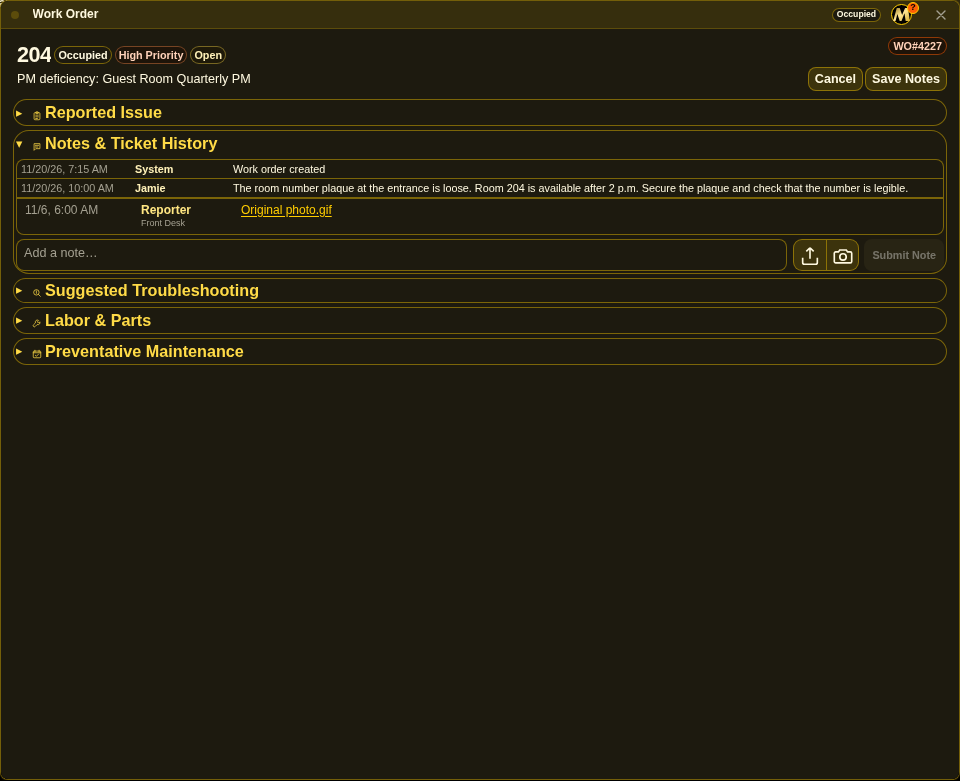 Work Order
Occupied
M?
204 Occupied High Priority Open
WO#4227
PM deficiency: Guest Room Quarterly PM
Cancel Save Notes
Reported Issue
Notes & Ticket History
11/20/26, 7:15 AM System Work order created
11/20/26, 10:00 AM Jamie The room number plaque at the entrance is loose. Room 204 is available after 2 p.m. Secure the plaque and check that the number is legible.
11/6, 6:00 AM Reporter Original photo.gif
Front Desk
Add a note…
Submit Note
Suggested Troubleshooting
Labor & Parts
Preventative Maintenance